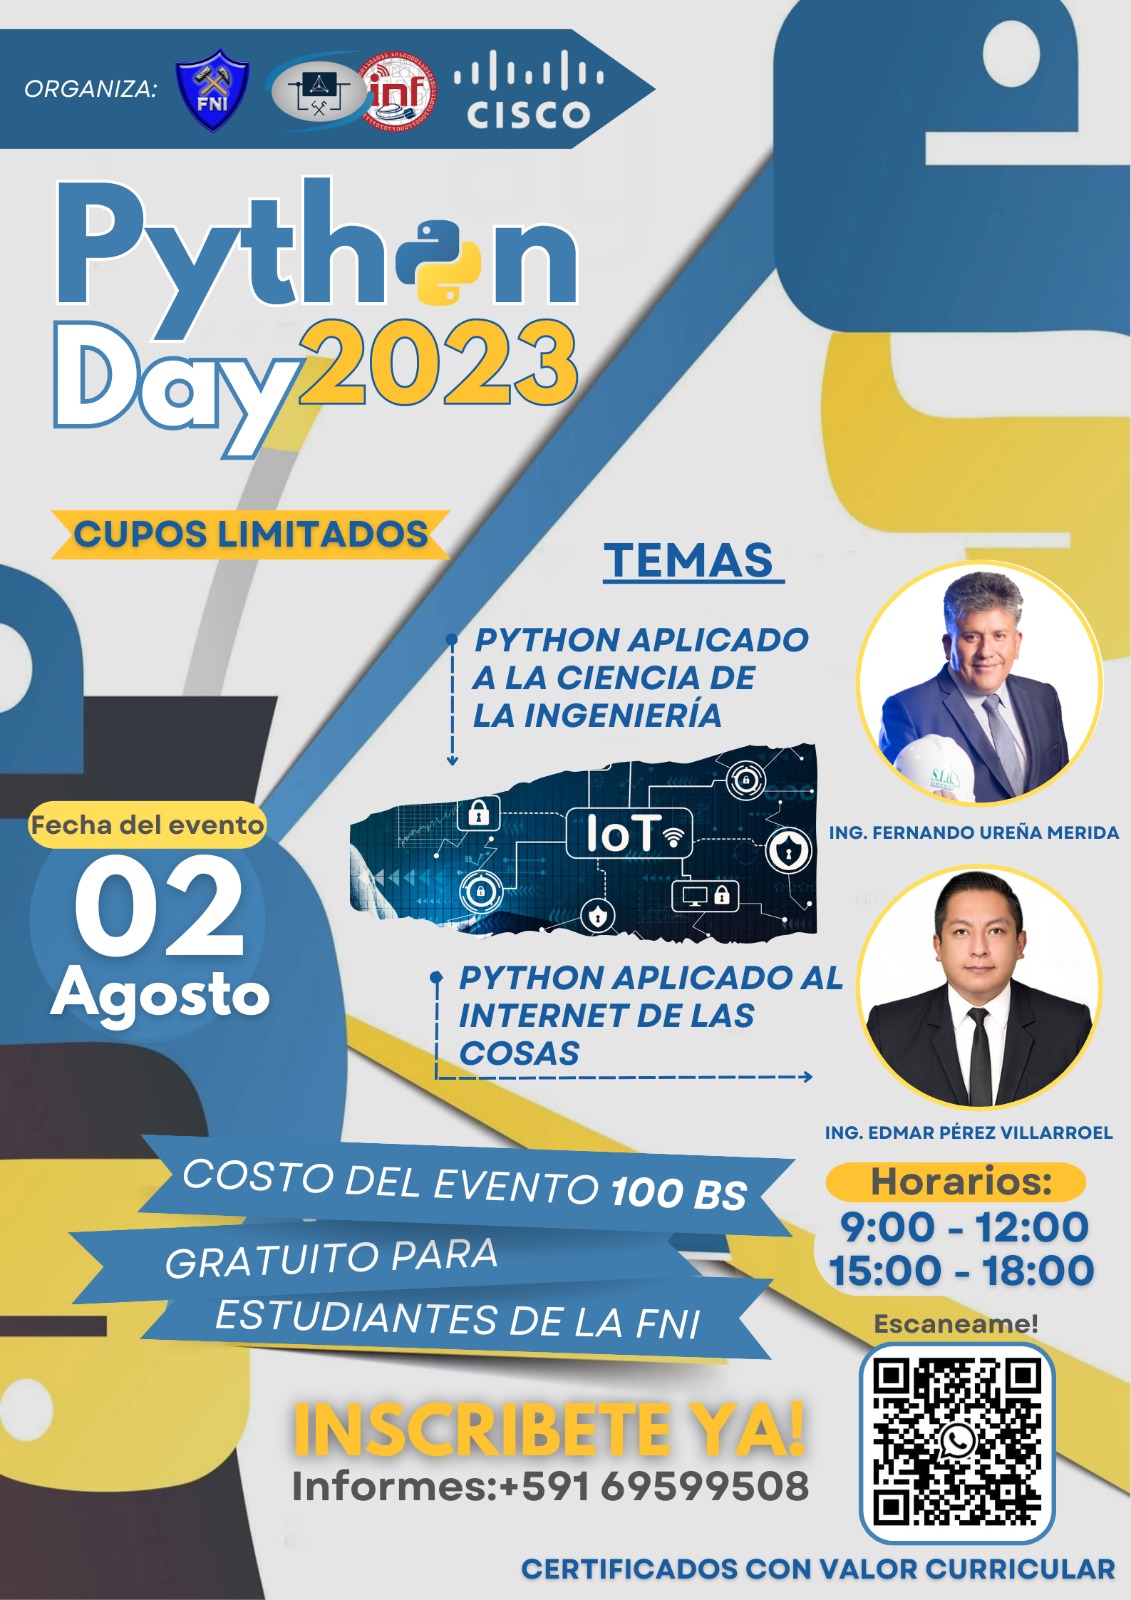 ORGANIZA:
FNI
inf
CISCO
Python
Day 2023
CUPOS LIMITADOS
TEMAS
PYTHON APLICADO
A LA CIENCIA DE
LA INGENIERÍA
S.I.B.
ING. FERNANDO UREÑA MERIDA
Fecha del evento
02
Agosto
IoT
PYTHON APLICADO AL
INTERNET DE LAS
COSAS
ING. EDMAR PÉREZ VILLARROEL
COSTO DEL EVENTO 100 BS
GRATUITO PARA
ESTUDIANTES DE LA FNI
Horarios:
9:00 - 12:00
15:00 - 18:00
Escaneame!
INSCRIBETE YA!
Informes:+591 69599508
CERTIFICADOS CON VALOR CURRICULAR